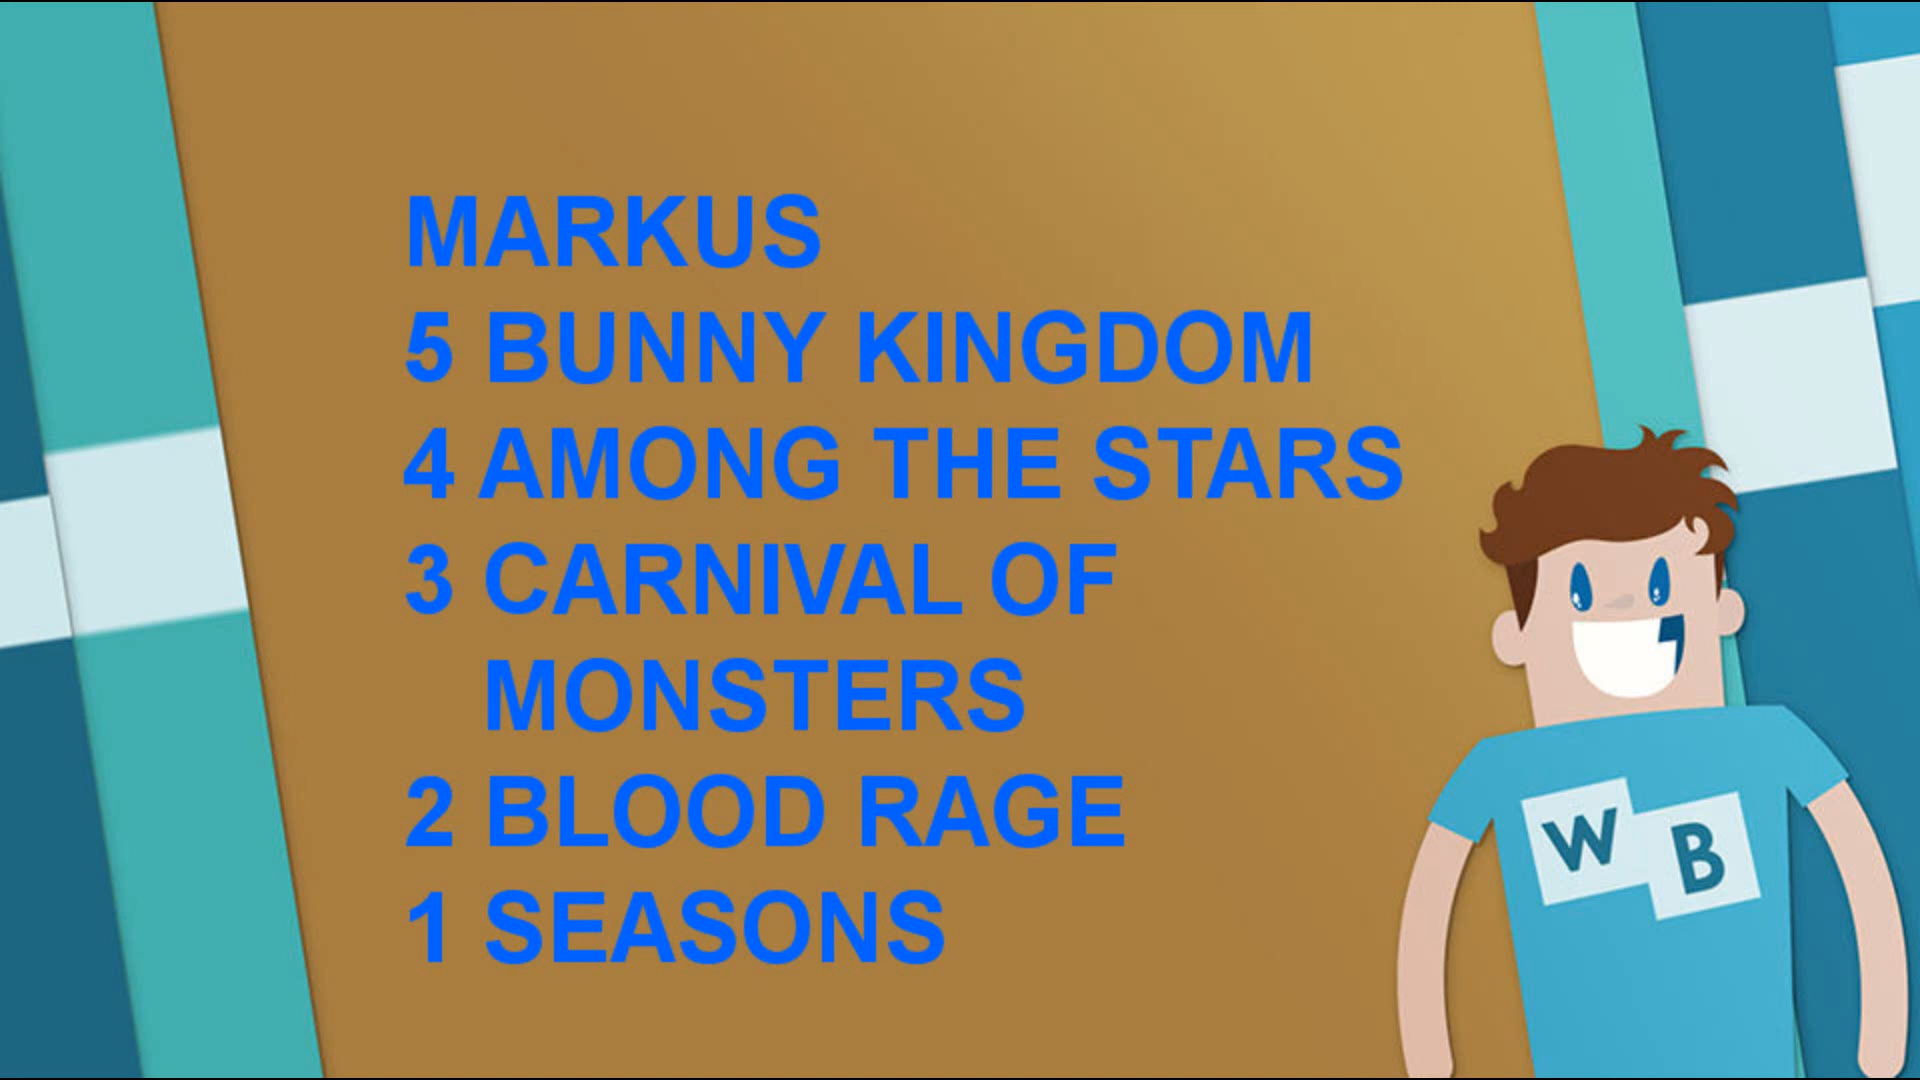 MARKUS
5 BUNNY KINGDOM
4 AMONG THE STARS
3 CARNIVAL OF
MONSTERS
2 BLOOD RAGE
1 SEASONS
W B